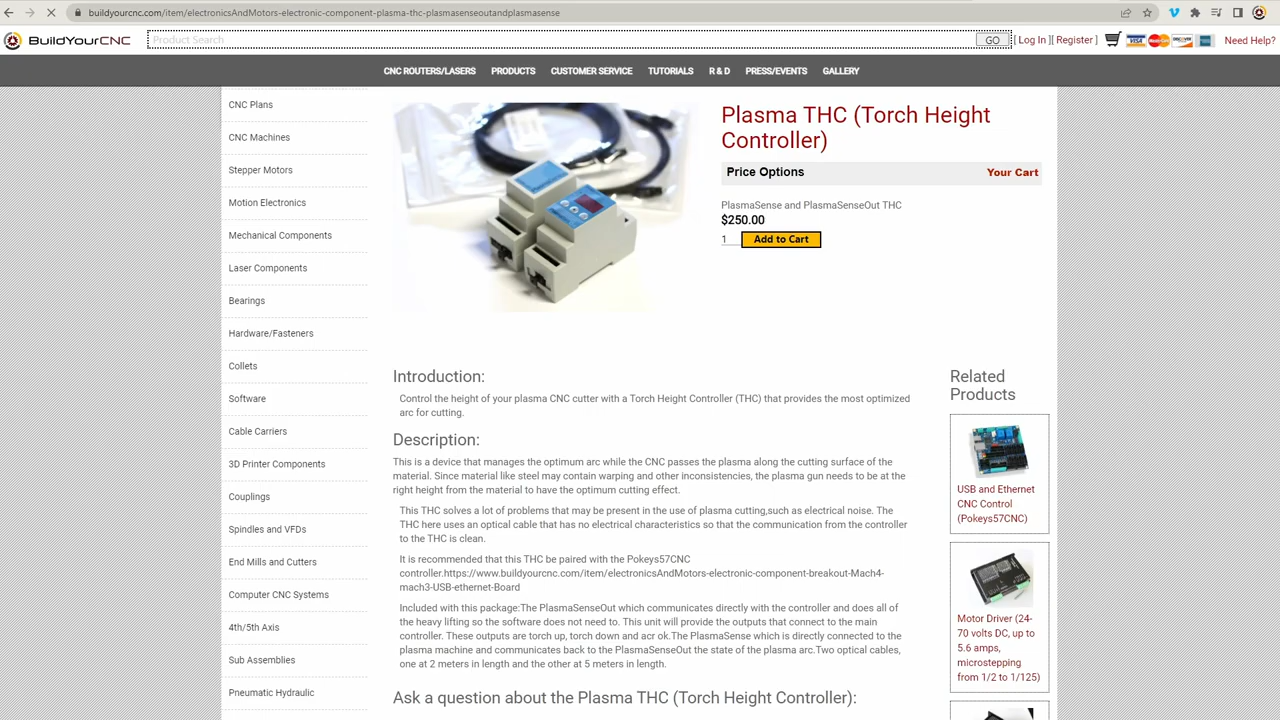 buildyourcnc.com/item/electronicsAndMotors-electronic-component-plasma-thc-plasmasenseoutandplasmasense
BUILDYOURCNC
Product Search
GO
[ Log In ][ Register ]
VISA
Need Help?
CNC ROUTERS/LASERS PRODUCTS CUSTOMER SERVICE TUTORIALS R & D PRESS/EVENTS GALLERY
CNC Plans
CNC Machines
Stepper Motors
Motion Electronics
Mechanical Components
Laser Components
Bearings
Hardware/Fasteners
Collets
Software
Cable Carriers
3D Printer Components
Couplings
Spindles and VFDs
End Mills and Cutters
Computer CNC Systems
4th/5th Axis
Sub Assemblies
Pneumatic Hydraulic
Plasma THC (Torch Height
Controller)
Price Options Your Cart
PlasmaSense and PlasmaSenseOut THC
$250.00
1 Add to Cart
Introduction:
Control the height of your plasma CNC cutter with a Torch Height Controller (THC) that provides the most optimized
arc for cutting.
Description:
This is a device that manages the optimum arc while the CNC passes the plasma along the cutting surface of the
material. Since material like steel may contain warping and other inconsistencies, the plasma gun needs to be at the
right height from the material to have the optimum cutting effect.
This THC solves a lot of problems that may be present in the use of plasma cutting,such as electrical noise. The
THC here uses an optical cable that has no electrical characteristics so that the communication from the controller
to the THC is clean.
It is recommended that this THC be paired with the Pokeys57CNC
controller.https://www.buildyourcnc.com/item/electronicsAndMotors-electronic-component-breakout-Mach4-
mach3-USB-ethernet-Board
Included with this package:The PlasmaSenseOut which communicates directly with the controller and does all of
the heavy lifting so the software does not need to. This unit will provide the outputs that connect to the main
controller. These outputs are torch up, torch down and acr ok.The PlasmaSense which is directly connected to the
plasma machine and communicates back to the PlasmaSenseOut the state of the plasma arc.Two optical cables,
one at 2 meters in length and the other at 5 meters in length.
Ask a question about the Plasma THC (Torch Height Controller):
Related
Products
USB and Ethernet
CNC Control
(Pokeys57CNC)
Motor Driver (24-
70 volts DC, up to
5.6 amps,
microstepping
from 1/2 to 1/125)